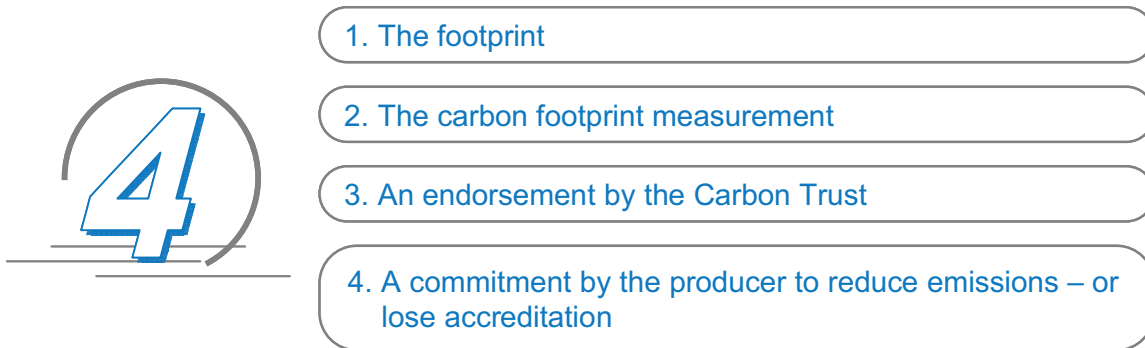 4
1. The footprint
2. The carbon footprint measurement
3. An endorsement by the Carbon Trust
4. A commitment by the producer to reduce emissions – or
lose accreditation